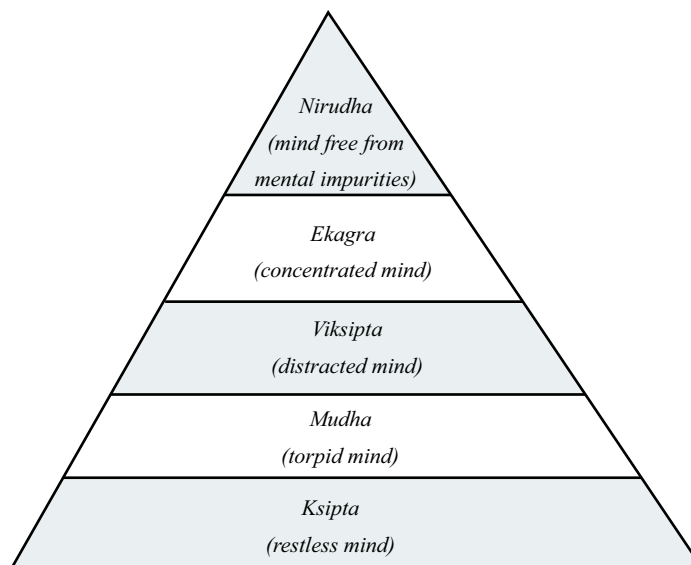 Nirudha
(mind free from
mental impurities)
Ekagra
(concentrated mind)
Viksipta
(distracted mind)
Mudha
(torpid mind)
Ksipta
(restless mind)